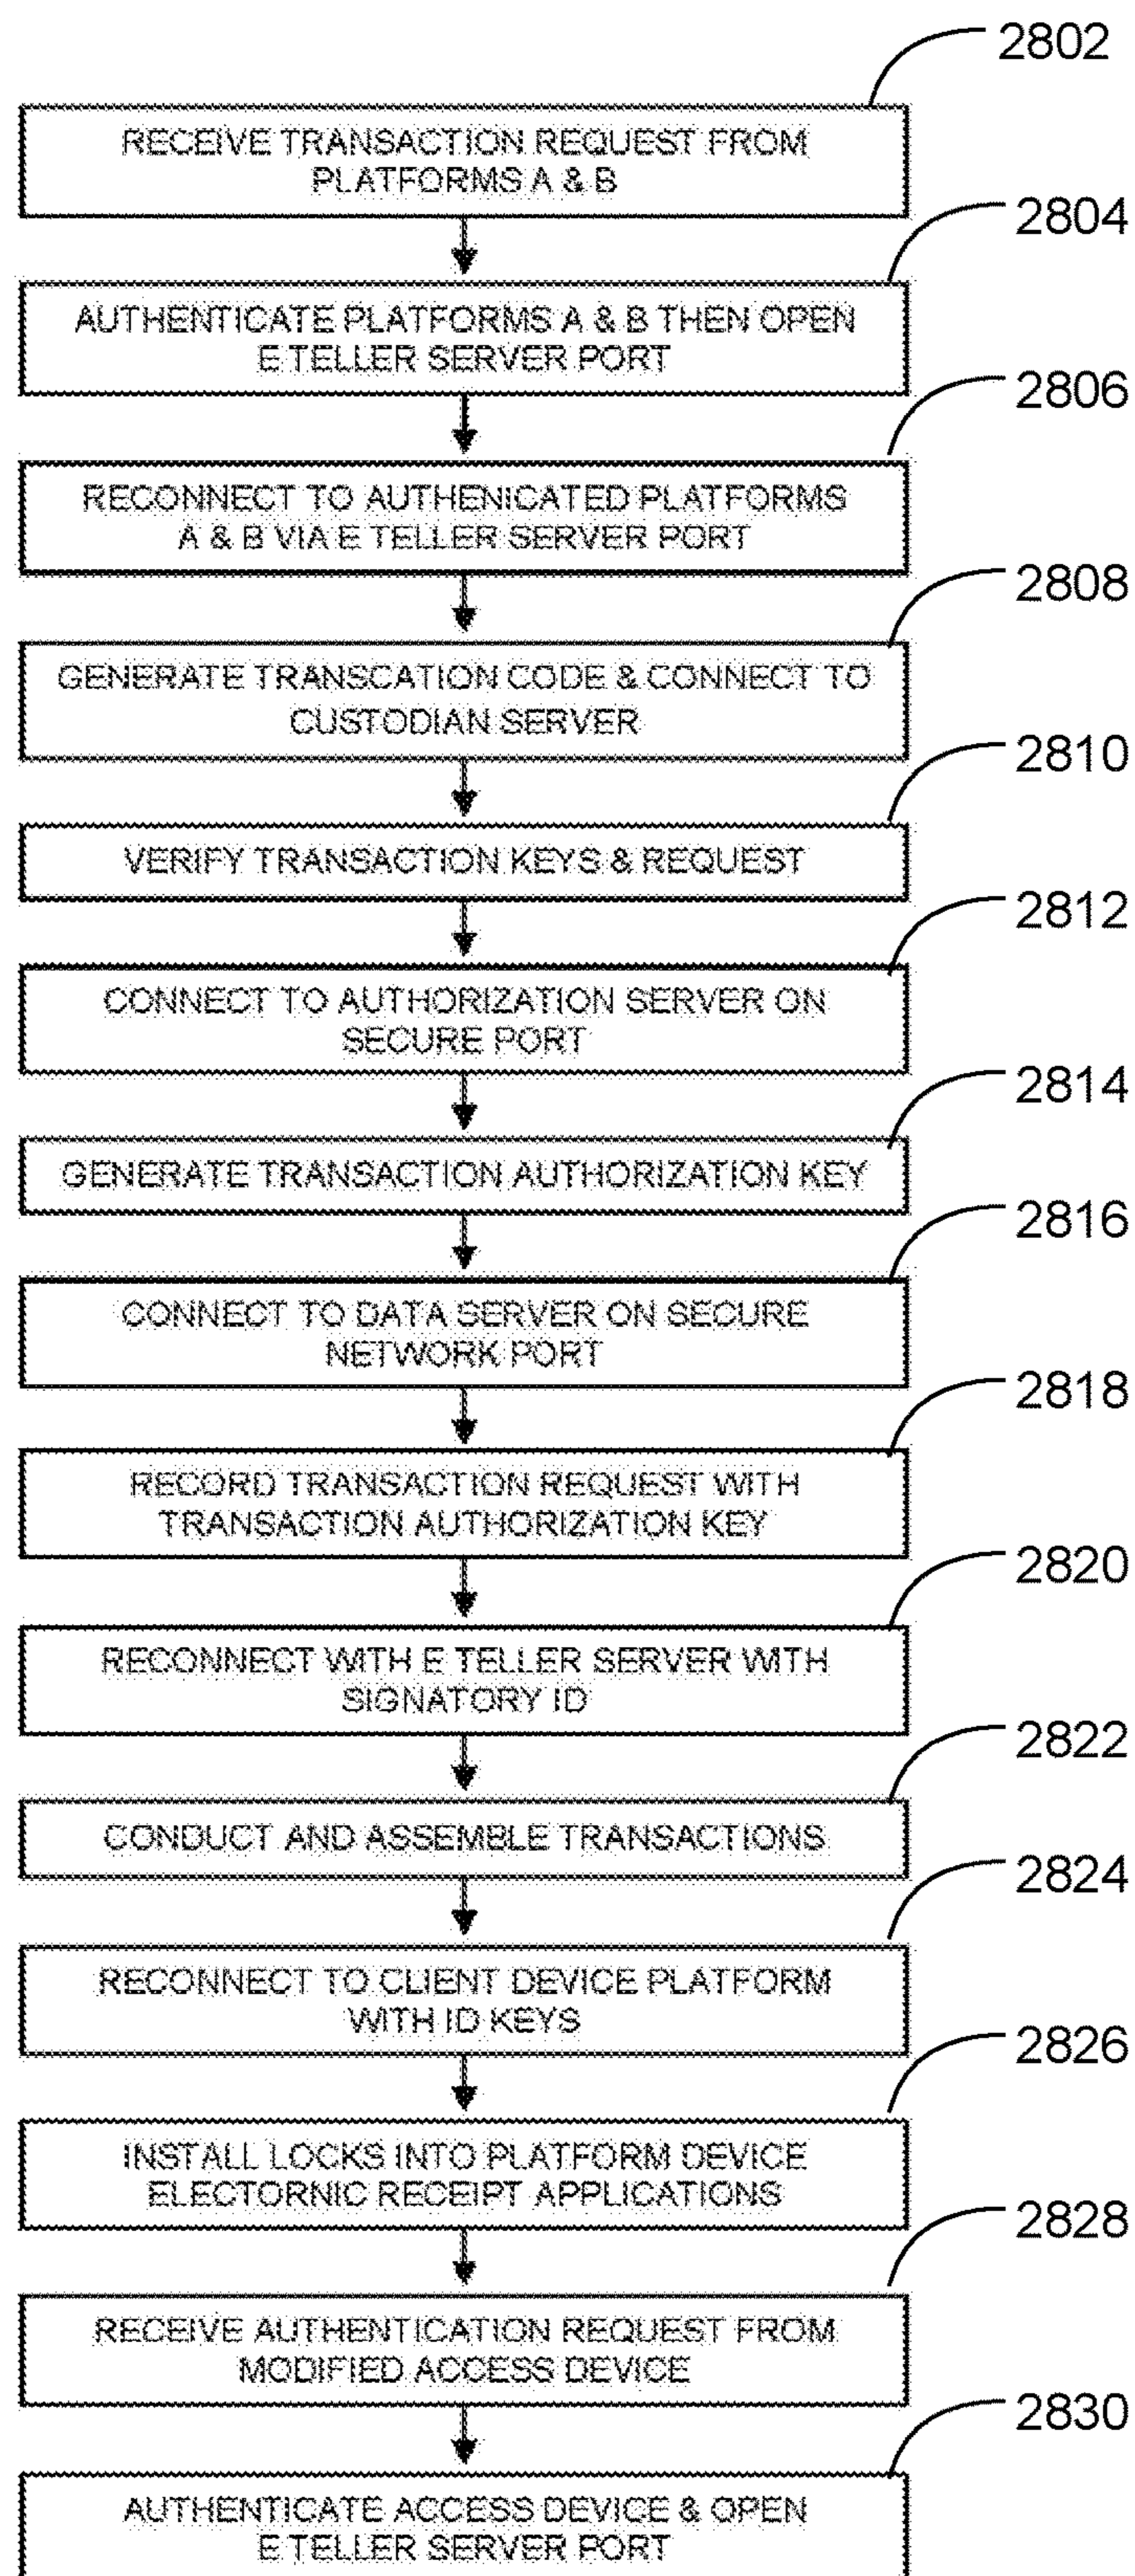 2802
RECEIVE TRANSACTION REQUEST FROM
PLATFORMS A & B
2804
AUTHENTICATE PLATFORMS A & B THEN OPEN
E TELLER SERVER PORT
2806
RECONNECT TO AUTHENICATED PLATFORMS
A & B VIA E TELLER SERVER PORT
2808
GENERATE TRANSCATION CODE & CONNECT TO
CUSTODIAN SERVER
2810
VERIFY TRANSACTION KEYS & REQUEST
2812
CONNECT TO AUTHORIZATION SERVER ON
SECURE PORT
2814
GENERATE TRANSACTION AUTHORIZATION KEY
2816
CONNECT TO DATA SERVER ON SECURE
NETWORK PORT
2818
RECORD TRANSACTION REQUEST WITH
TRANSACTION AUTHORIZATION KEY
2820
RECONNECT WITH E TELLER SERVER WITH
SIGNATORY ID
2822
CONDUCT AND ASSEMBLE TRANSACTIONS
2824
RECONNECT TO CLIENT DEVICE PLATFORM
WITH ID KEYS
2826
INSTALL LOCKS INTO PLATFORM DEVICE
ELECTORNIC RECEIPT APPLICATIONS
2828
RECEIVE AUTHENTICATION REQUEST FROM
MODIFIED ACCESS DEVICE
2830
AUTHENTICATE ACCESS DEVICE & OPEN
E TELLER SERVER PORT